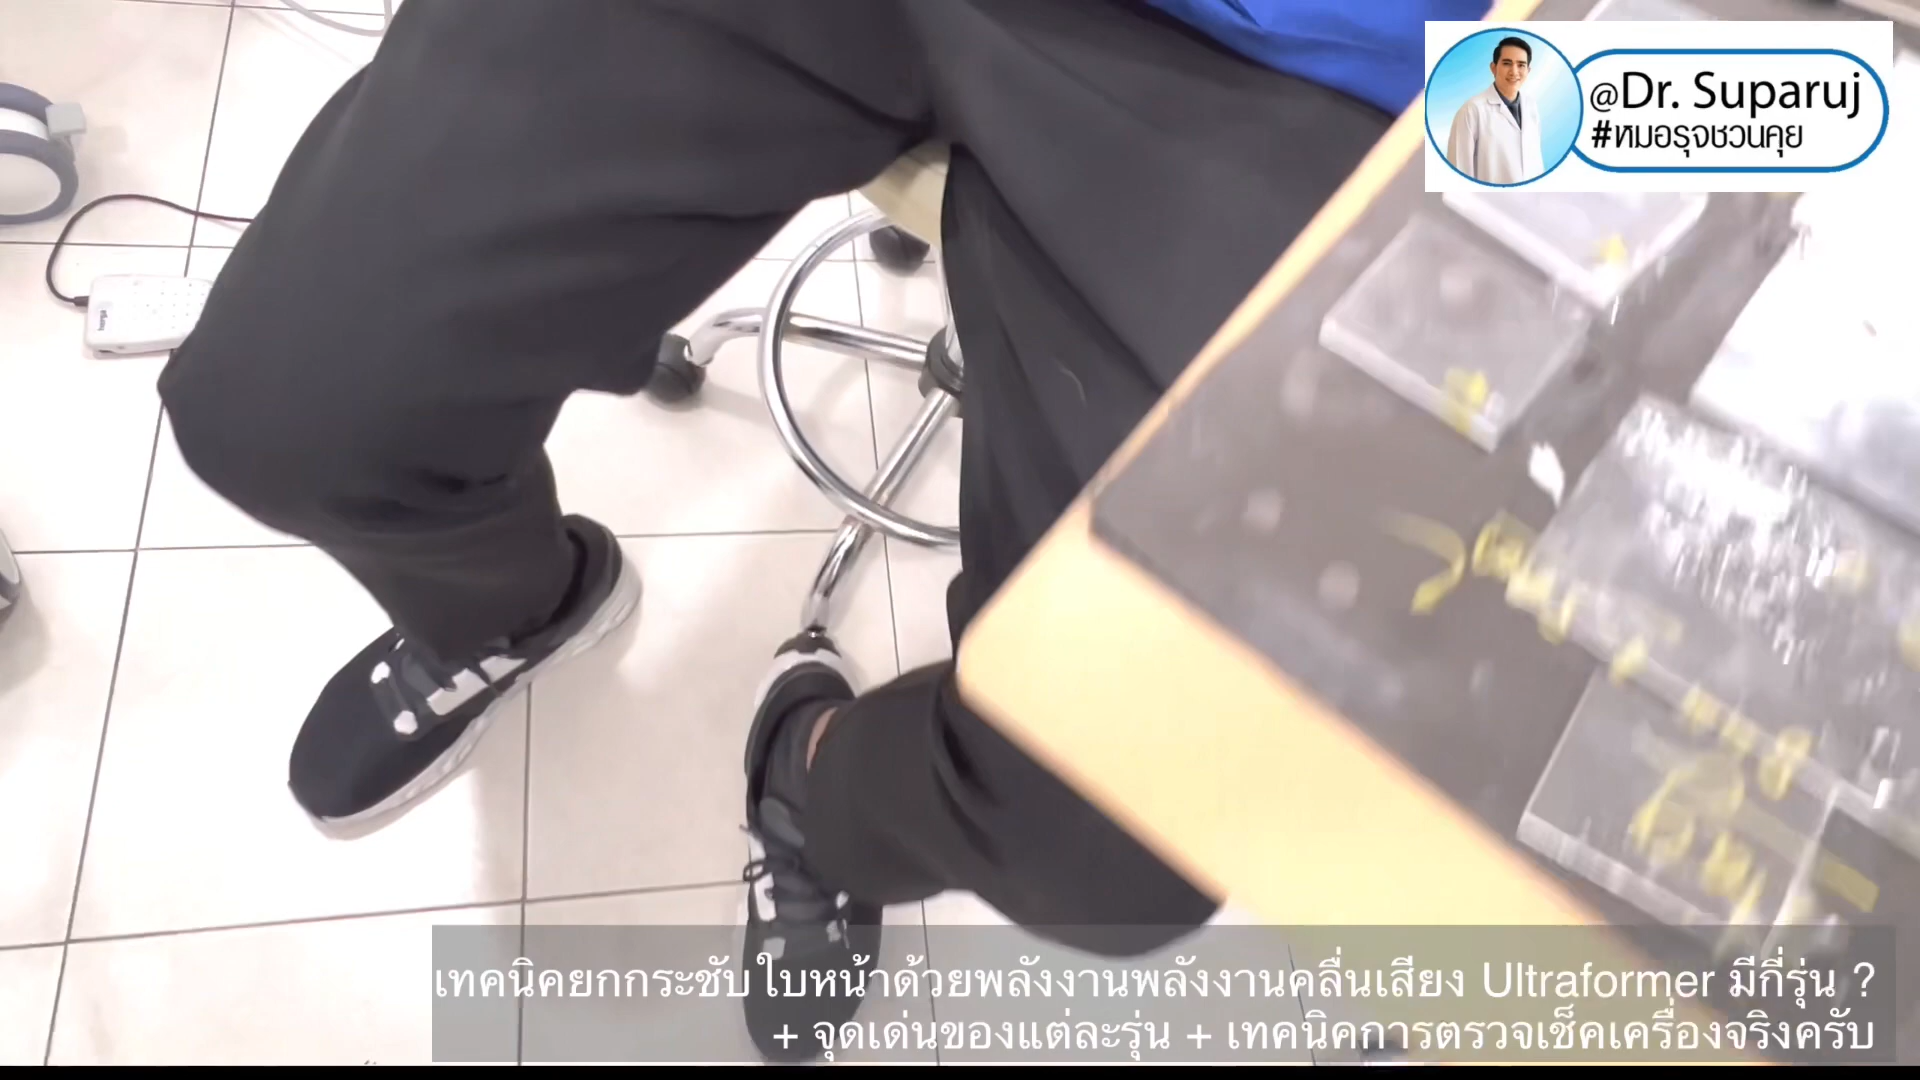 @Dr. Suparuj
#หมอรุจชวนคุย
เทคนิคยกกระชับใบหน้าด้วยพลังงานพลังงานคลื่นเสียง Ultraformer มีกี่รุ่น ?
+ จุดเด่นของแต่ละรุ่น + เทคนิคการตรวจเช็คเครื่องจริงครับ